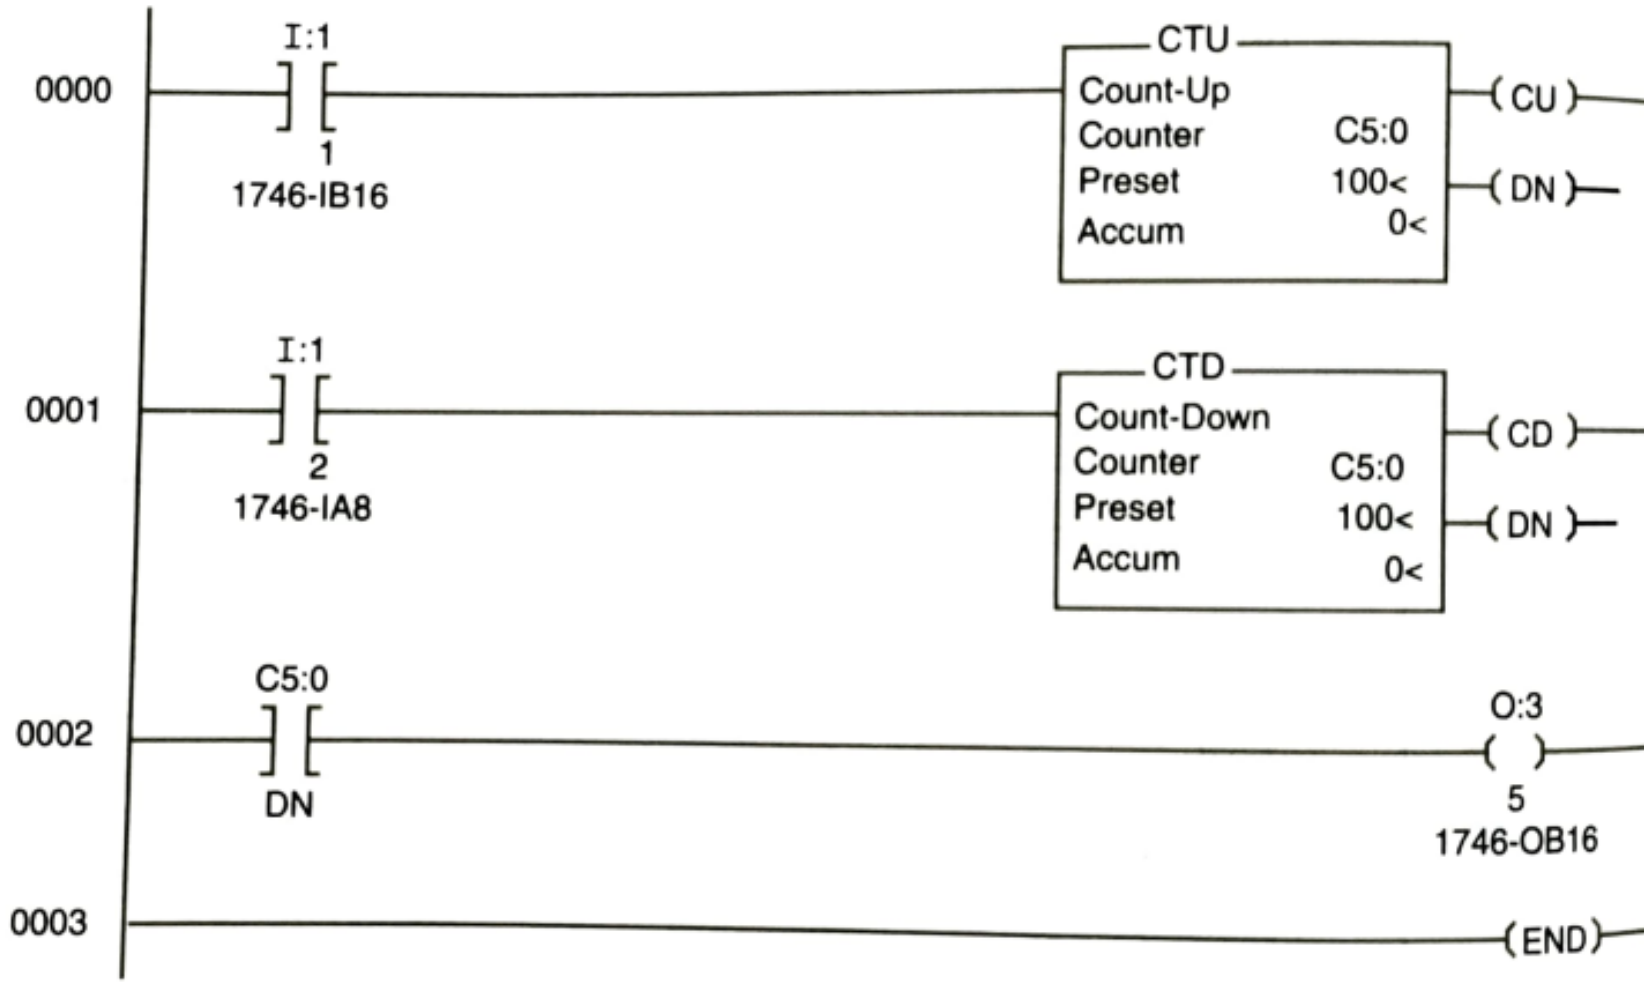 I:1
0000
1
1746-IB16
CTU
Count-Up
Counter C5:0
Preset 100<
Accum 0<
CU
DN
I:1
0001
2
1746-IA8
CTD
Count-Down
Counter C5:0
Preset 100<
Accum 0<
CD
DN
C5:0
0002
DN
O:3
5
1746-OB16
0003
END